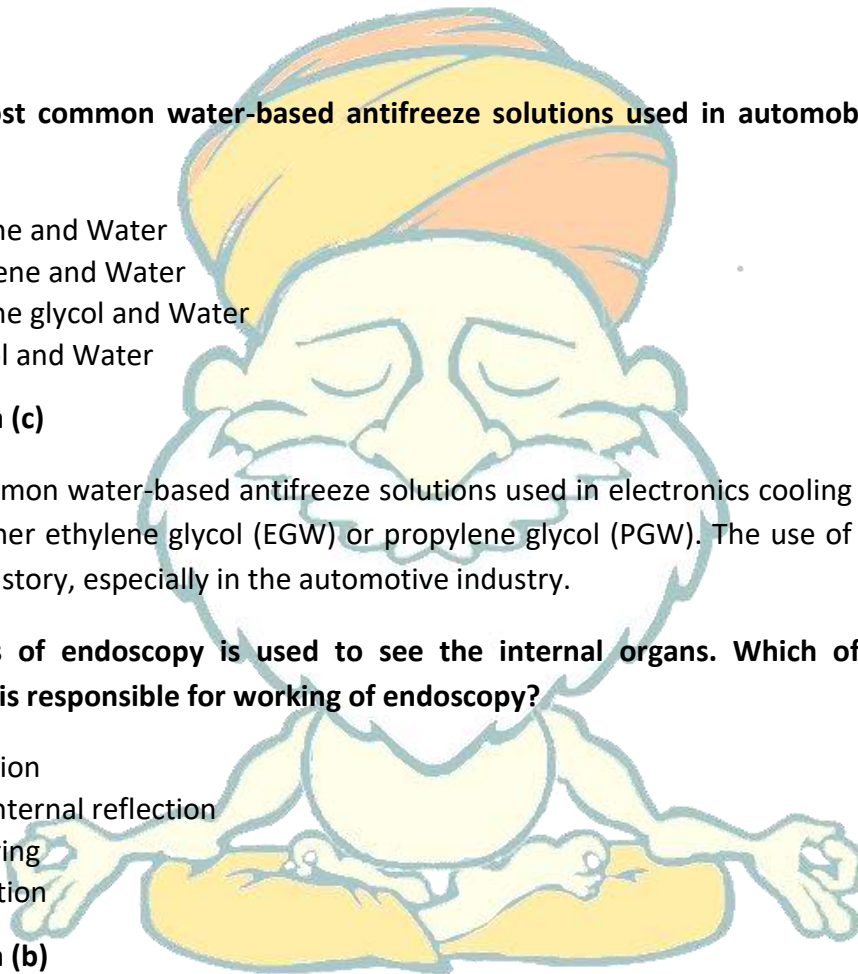 ost common water-based antifreeze solutions used in automob
ne and Water
ene and Water
ne glycol and Water
l and Water
(c)
mon water-based antifreeze solutions used in electronics cooling
her ethylene glycol (EGW) or propylene glycol (PGW). The use of
story, especially in the automotive industry.
s of endoscopy is used to see the internal organs. Which of
is responsible for working of endoscopy?
ion
nternal reflection
ring
tion
(b)